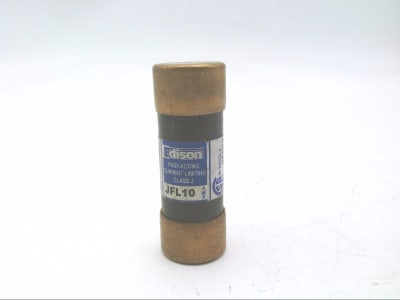 Edison
FAST-ACTING
CURRENT LIMITING
CLASS J
JFL10